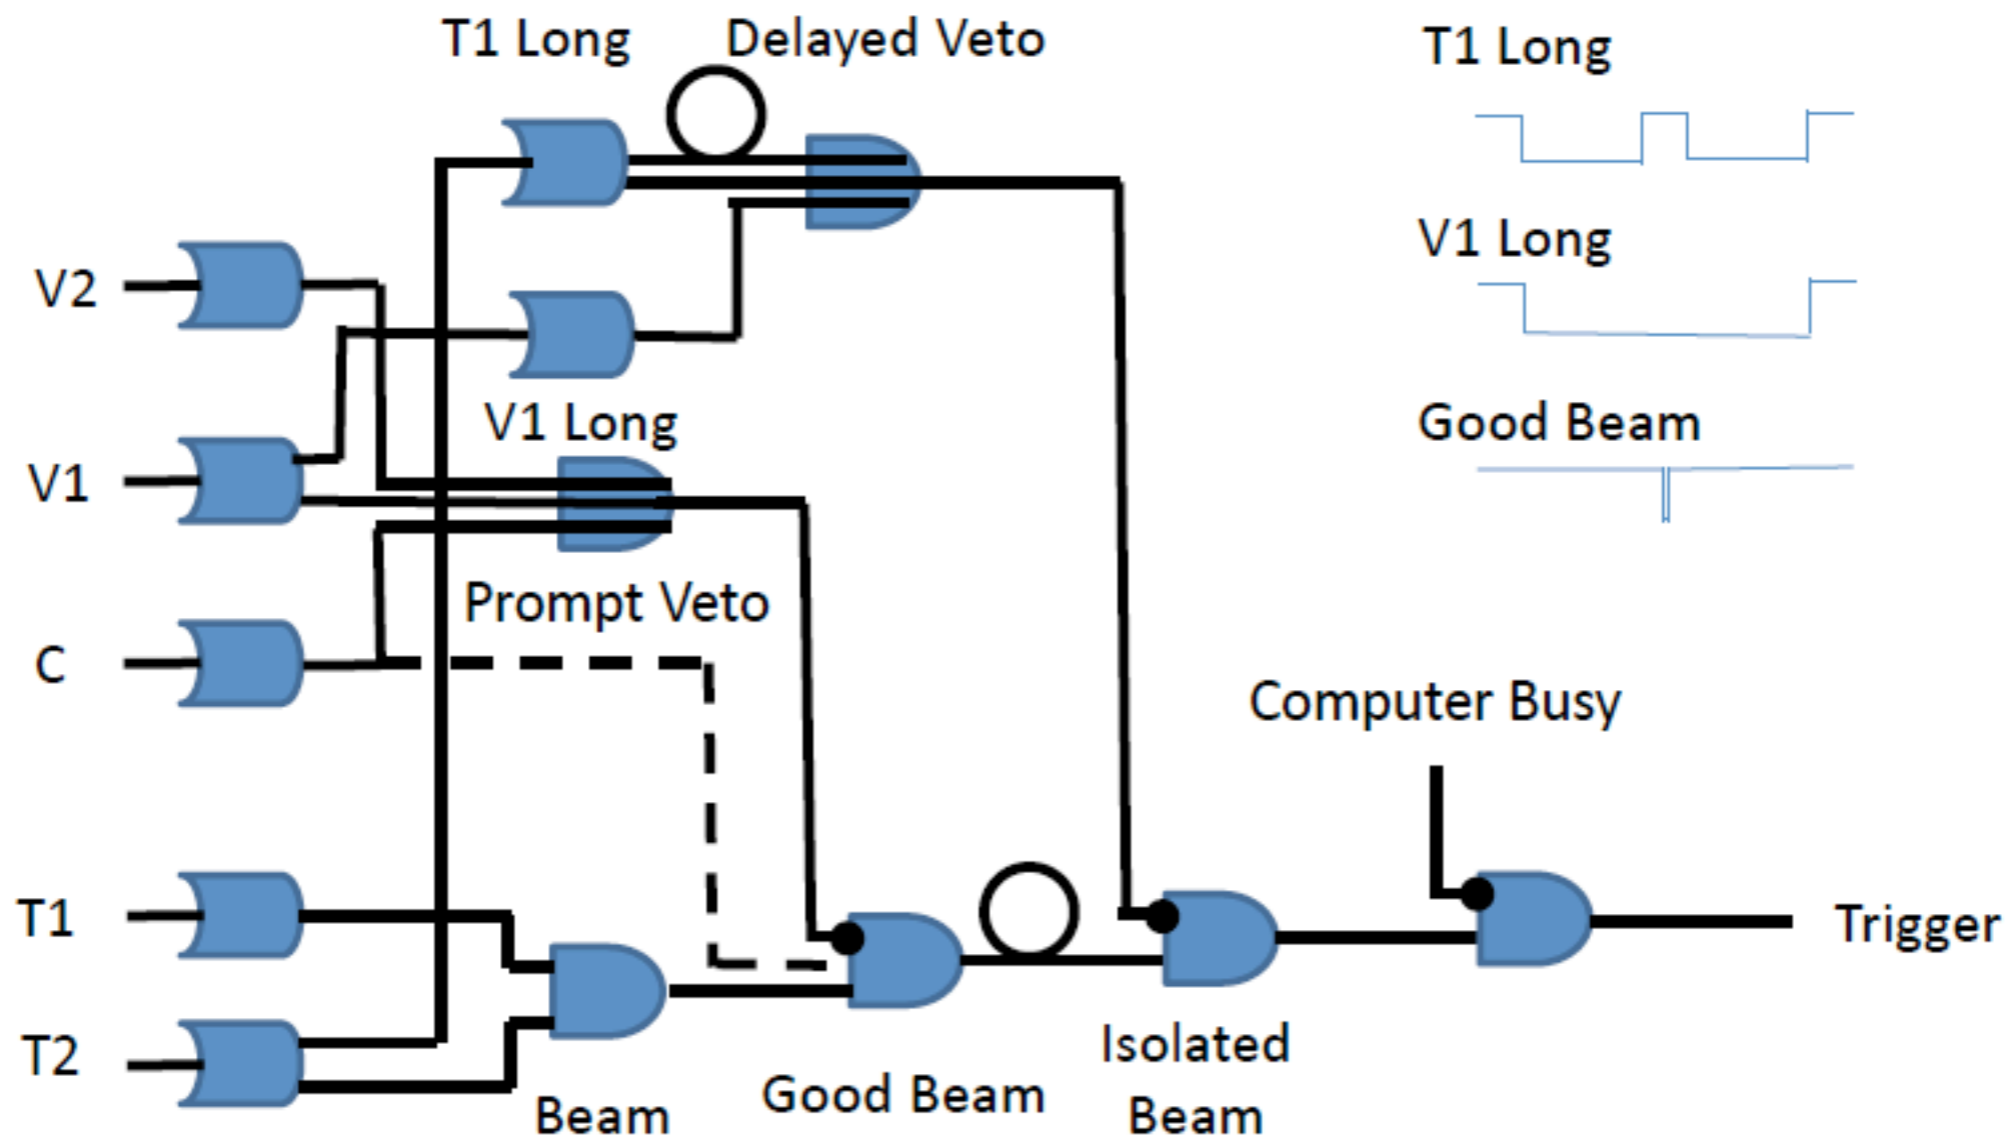 T1 Long
Delayed Veto
T1 Long
V2
V1 Long
V1
V1 Long
Good Beam
Prompt Veto
C
Computer Busy
T1
Trigger
T2
Isolated
Beam
Good Beam
Beam